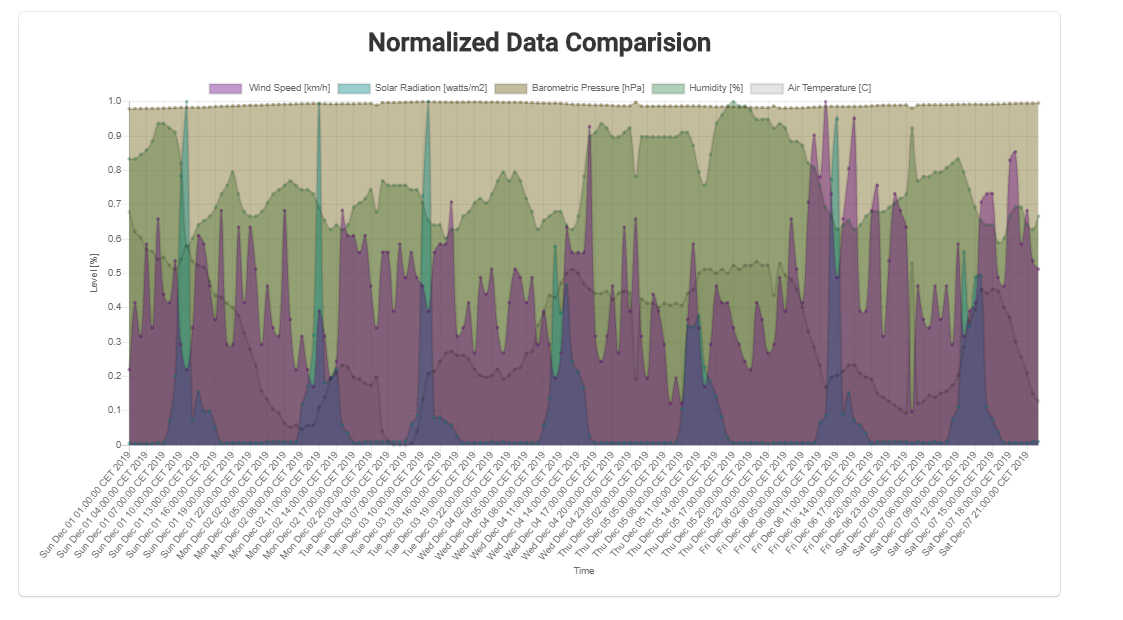 Normalized Data Comparision
Wind Speed [km/h]
Solar Radiation [watts/m2]
Barometric Pressure [hPa]
Humidity [%]
Air Temperature [C]
1.0
0.9
0.8
0.7
0.6
0.5
0.4
0.3
0.2
0.1
0
Level [%]
Sun Dec 01 01:00:00 CET 2019
Sun Dec 01 04:00:00 CET 2019
Sun Dec 01 07:00:00 CET 2019
Sun Dec 01 10:00:00 CET 2019
Sun Dec 01 13:00:00 CET 2019
Sun Dec 01 16:00:00 CET 2019
Sun Dec 01 19:00:00 CET 2019
Sun Dec 01 22:00:00 CET 2019
Mon Dec 02 02:00:00 CET 2019
Mon Dec 02 05:00:00 CET 2019
Mon Dec 02 08:00:00 CET 2019
Mon Dec 02 11:00:00 CET 2019
Mon Dec 02 14:00:00 CET 2019
Mon Dec 02 17:00:00 CET 2019
Mon Dec 02 20:00:00 CET 2019
Tue Dec 03 04:00:00 CET 2019
Tue Dec 03 07:00:00 CET 2019
Tue Dec 03 10:00:00 CET 2019
Tue Dec 03 13:00:00 CET 2019
Tue Dec 03 16:00:00 CET 2019
Tue Dec 03 19:00:00 CET 2019
Tue Dec 03 22:00:00 CET 2019
Wed Dec 04 02:00:00 CET 2019
Wed Dec 04 05:00:00 CET 2019
Wed Dec 04 08:00:00 CET 2019
Wed Dec 04 11:00:00 CET 2019
Wed Dec 04 14:00:00 CET 2019
Wed Dec 04 17:00:00 CET 2019
Wed Dec 04 20:00:00 CET 2019
Wed Dec 04 23:00:00 CET 2019
Thu Dec 05 02:00:00 CET 2019
Thu Dec 05 05:00:00 CET 2019
Thu Dec 05 08:00:00 CET 2019
Thu Dec 05 11:00:00 CET 2019
Thu Dec 05 14:00:00 CET 2019
Thu Dec 05 17:00:00 CET 2019
Thu Dec 05 20:00:00 CET 2019
Thu Dec 05 23:00:00 CET 2019
Fri Dec 06 02:00:00 CET 2019
Fri Dec 06 05:00:00 CET 2019
Fri Dec 06 08:00:00 CET 2019
Fri Dec 06 11:00:00 CET 2019
Fri Dec 06 14:00:00 CET 2019
Fri Dec 06 17:00:00 CET 2019
Fri Dec 06 20:00:00 CET 2019
Fri Dec 06 23:00:00 CET 2019
Sat Dec 07 03:00:00 CET 2019
Sat Dec 07 06:00:00 CET 2019
Sat Dec 07 09:00:00 CET 2019
Sat Dec 07 12:00:00 CET 2019
Sat Dec 07 15:00:00 CET 2019
Sat Dec 07 18:00:00 CET 2019
Sat Dec 07 21:00:00 CET 2019
Time